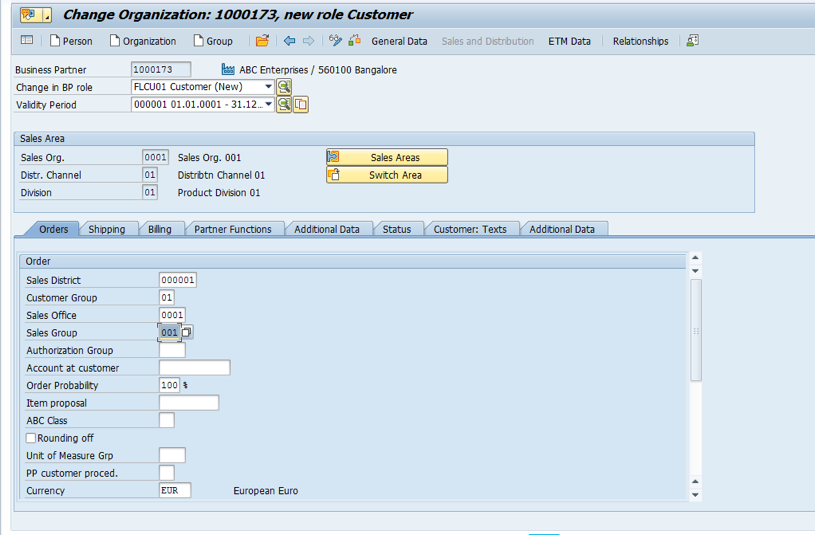 Change Organization: 1000173, new role Customer
Person Organization Group General Data Sales and Distribution ETM Data Relationships
Business Partner 1000173 ABC Enterprises / 560100 Bangalore
Change in BP role FLCU01 Customer (New)
Validity Period 000001 01.01.0001 - 31.12...
Sales Area
Sales Org. 0001 Sales Org. 001 Sales Areas
Distr. Channel 01 Distribtn Channel 01 Switch Area
Division 01 Product Division 01
Orders Shipping Billing Partner Functions Additional Data Status Customer: Texts Additional Data
Order
Sales District 000001
Customer Group 01
Sales Office 0001
Sales Group 001
Authorization Group
Account at customer
Order Probability 100 %
Item proposal
ABC Class
Rounding off
Unit of Measure Grp
PP customer proced.
Currency EUR European Euro